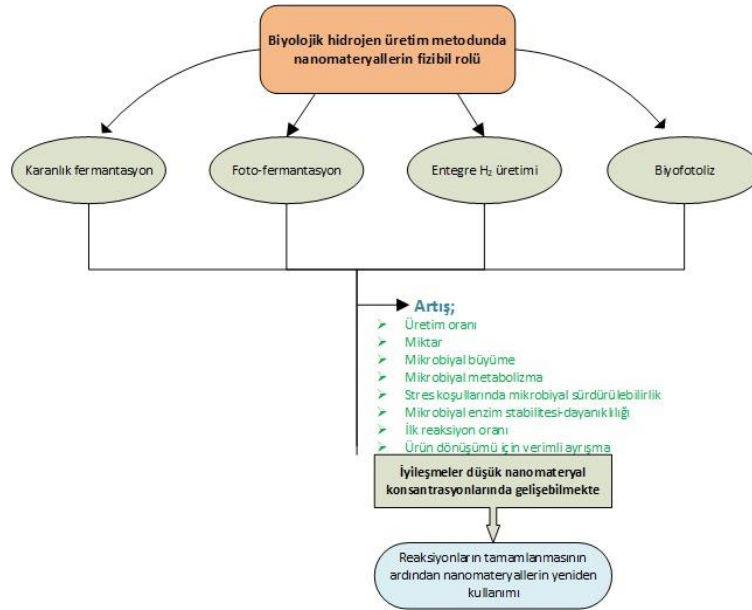 Biyolojik hidrojen üretim metodunda
nanomateryallerin fizibil rolü
Karanlık fermantasyon
Foto-fermantasyon
Entegre H₂ üretimi
Biyofotoliz
Artış;
Üretim oranı
Miktar
Mikrobiyal büyüme
Mikrobiyal metabolizma
Stres koşullarında mikrobiyal sürdürülebilirlik
Mikrobiyal enzim stabilitesi-dayanıklılığı
İlk reaksiyon oranı
Ürün dönüşümü için verimli ayrışma
İyileşmeler düşük nanomateryal
konsantrasyonlarında gelişebilmekte
Reaksiyonların tamamlanmasının
ardından nanomateryallerin yeniden
kullanımı